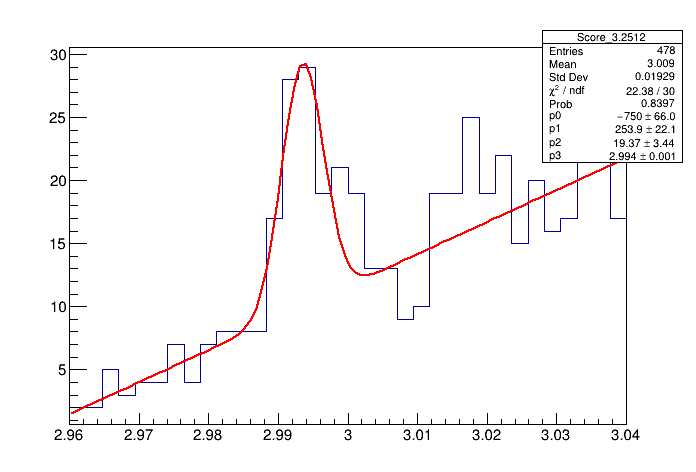 Score_3.2512
Entries 478
Mean 3.009
Std Dev 0.01929
χ² / ndf 22.38 / 30
Prob 0.8397
p0 −750 ± 66.0
p1 253.9 ± 22.1
p2 19.37 ± 3.44
p3 2.994 ± 0.001
30
25
20
15
10
5
2.96 2.97 2.98 2.99 3 3.01 3.02 3.03 3.04